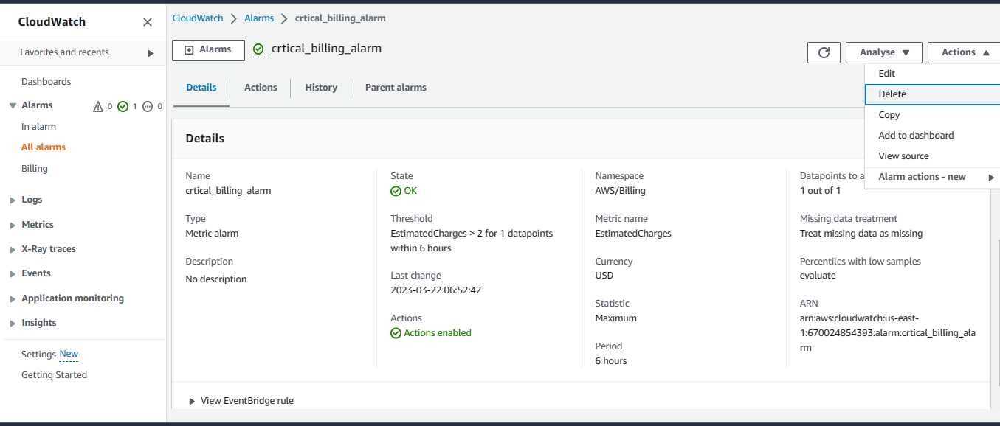 CloudWatch
Favorites and recents
Dashboards
Alarms 0 1 0
In alarm
All alarms
Billing
Logs
Metrics
X-Ray traces
Events
Application monitoring
Insights
Settings New
Getting Started
CloudWatch Alarms crtical_billing_alarm
Alarms crtical_billing_alarm
Analyse Actions
Edit
Delete
Copy
Add to dashboard
View source
Alarm actions - new
Details Actions History Parent alarms
Details
Name
crtical_billing_alarm
Type
Metric alarm
Description
No description
State
OK
Threshold
EstimatedCharges > 2 for 1 datapoints
within 6 hours
Last change
2023-03-22 06:52:42
Actions
Actions enabled
Namespace
AWS/Billing
Metric name
EstimatedCharges
Currency
USD
Statistic
Maximum
Period
6 hours
Datapoints to a
1 out of 1
Missing data treatment
Treat missing data as missing
Percentiles with low samples
evaluate
ARN
arn:aws:cloudwatch:us-east-
1:670024854393:alarm:crtical_billing_ala
rm
View EventBridge rule